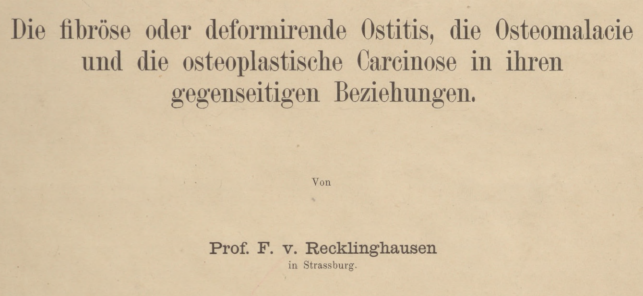 Die fibröse oder deformirende Ostitis, die Osteomalacie
und die osteoplastische Carcinose in ihren
gegenseitigen Beziehungen.
Von
Prof. F. v. Recklinghausen
in Strassburg.